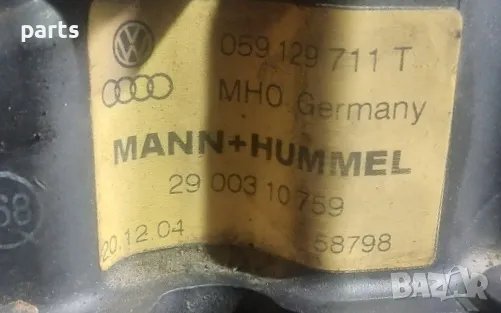 parts
059 129 711 T
MHO Germany
MANN+HUMMEL
29 003 10 759
20.12 04
58798
68
BAZAR